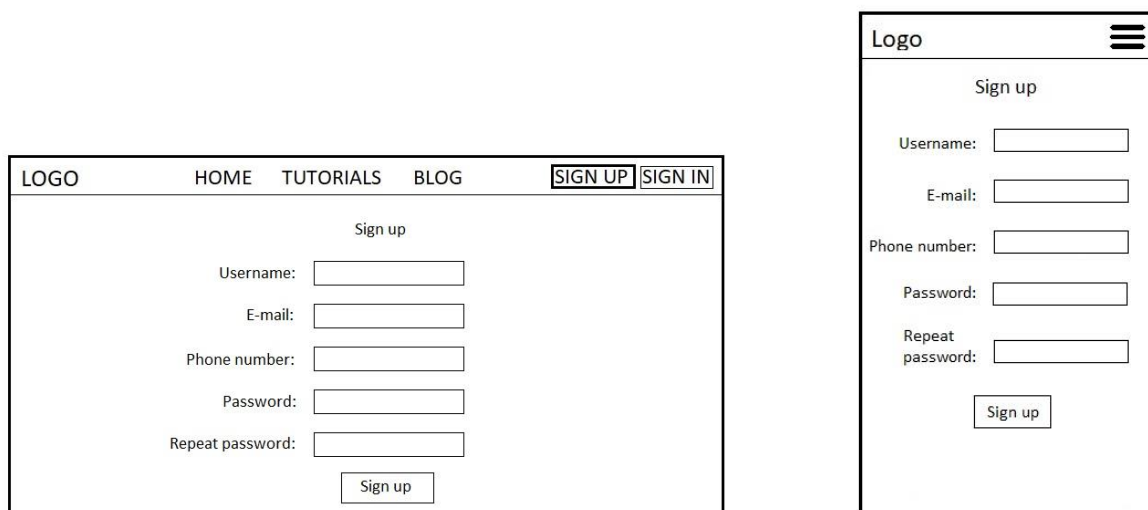 LOGO HOME TUTORIALS BLOG SIGN UP SIGN IN
Sign up
Username:
E-mail:
Phone number:
Password:
Repeat password:
Sign up
Logo
Sign up
Username:
E-mail:
Phone number:
Password:
Repeat
password:
Sign up